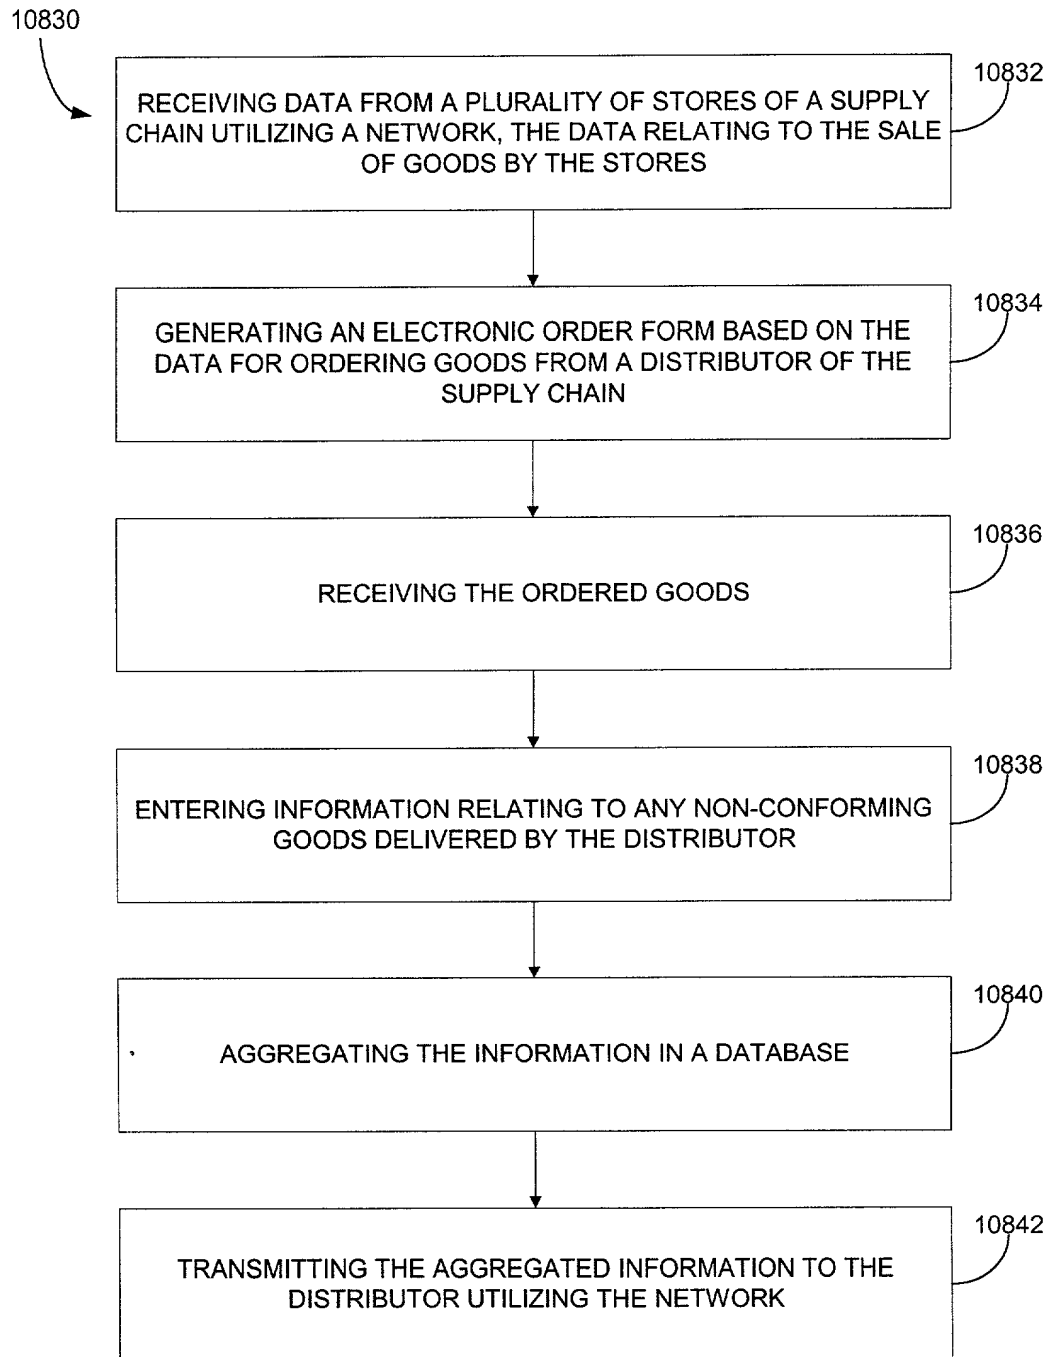 10830
10832
RECEIVING DATA FROM A PLURALITY OF STORES OF A SUPPLY
CHAIN UTILIZING A NETWORK, THE DATA RELATING TO THE SALE
OF GOODS BY THE STORES
10834
GENERATING AN ELECTRONIC ORDER FORM BASED ON THE
DATA FOR ORDERING GOODS FROM A DISTRIBUTOR OF THE
SUPPLY CHAIN
10836
RECEIVING THE ORDERED GOODS
10838
ENTERING INFORMATION RELATING TO ANY NON-CONFORMING
GOODS DELIVERED BY THE DISTRIBUTOR
10840
AGGREGATING THE INFORMATION IN A DATABASE
10842
TRANSMITTING THE AGGREGATED INFORMATION TO THE
DISTRIBUTOR UTILIZING THE NETWORK